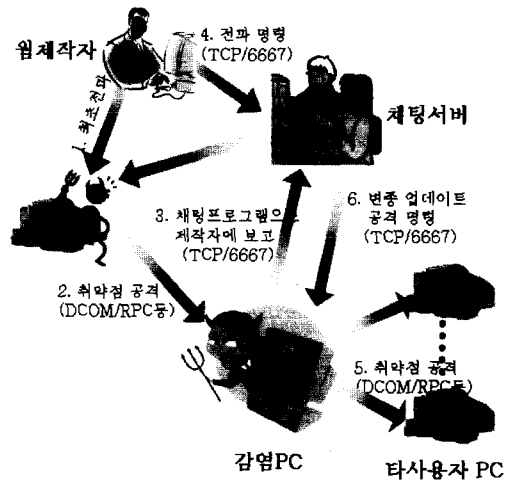 웜제작자
4. 전파 명령
(TCP/6667)
1. 최초전파
채팅서버
3. 채팅프로그램으로
제작자에 보고
(TCP/6667)
6. 변종 업데이트
공격 명령
(TCP/6667)
2. 취약점 공격
(DCOM/RPC등)
5. 취약점 공격
(DCOM/RPC등)
감염PC
타사용자 PC